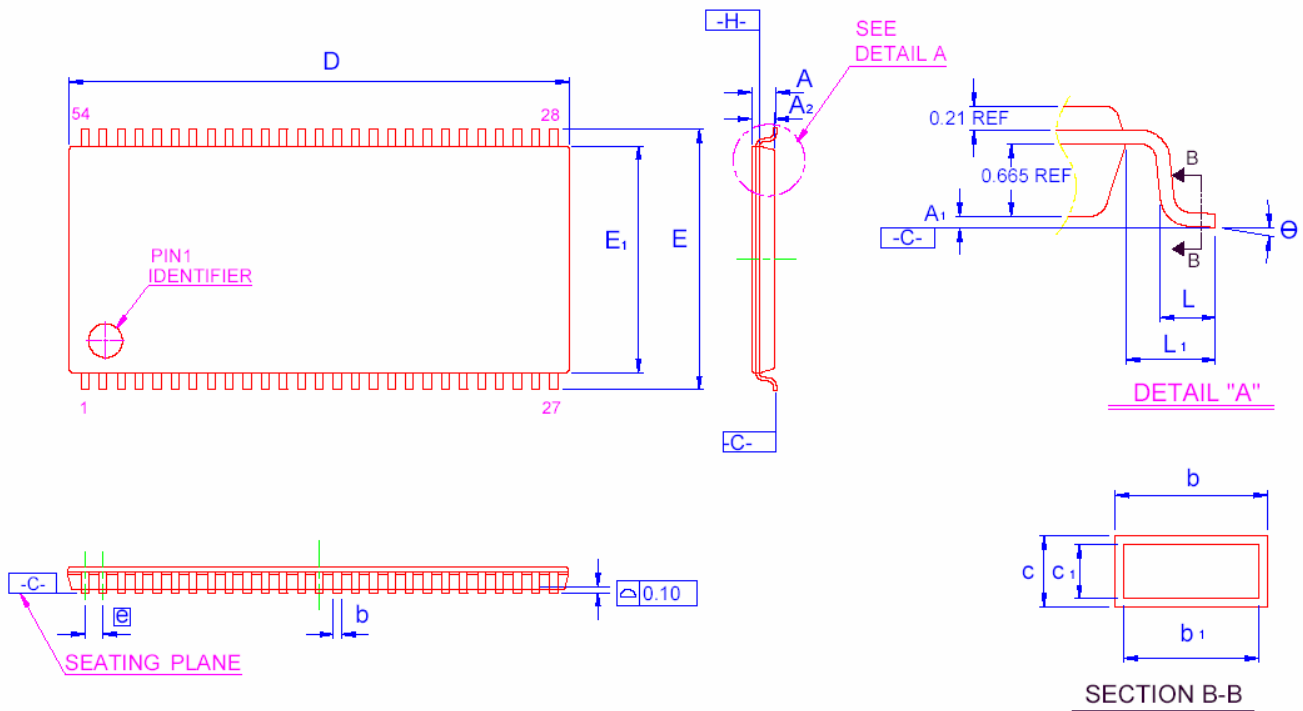 -H-
SEE
DETAIL A
D
A
A2
54
28
0.21 REF
B
0.665 REF
E1
E
A1
-C-
Θ
B
PIN1
IDENTIFIER
L
L1
1
27
DETAIL "A"
-C-
b
-C-
c
c1
0.10
e
b
b1
SEATING PLANE
SECTION B-B